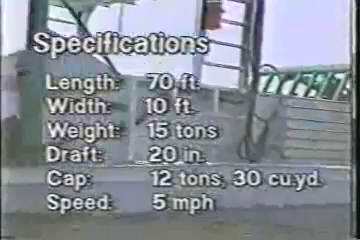 Specifications
Length: 70 ft.
Width: 10 ft.
Weight: 15 tons
Draft: 20 in.
Cap: 12 tons, 30 cu.yd.
Speed: 5 mph